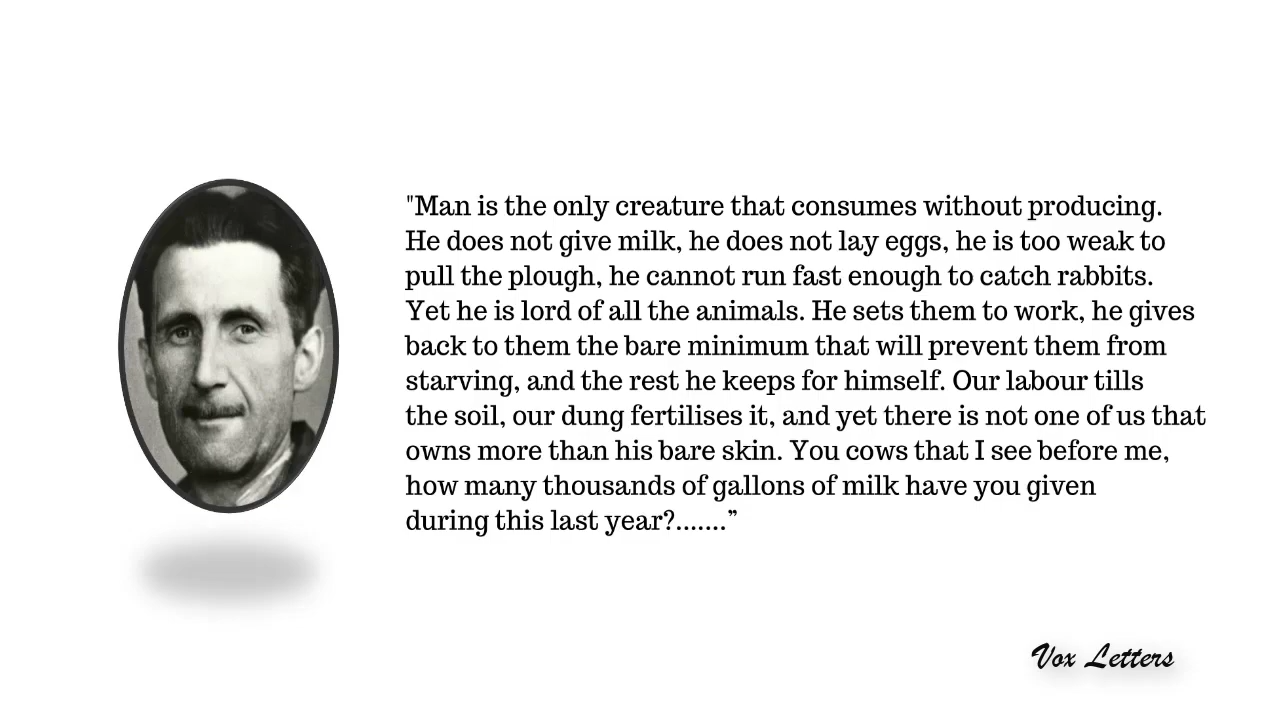 "Man is the only creature that consumes without producing.
He does not give milk, he does not lay eggs, he is too weak to
pull the plough, he cannot run fast enough to catch rabbits.
Yet he is lord of all the animals. He sets them to work, he gives
back to them the bare minimum that will prevent them from
starving, and the rest he keeps for himself. Our labour tills
the soil, our dung fertilises it, and yet there is not one of us that
owns more than his bare skin. You cows that I see before me,
how many thousands of gallons of milk have you given
during this last year?.......”
Vox Letters